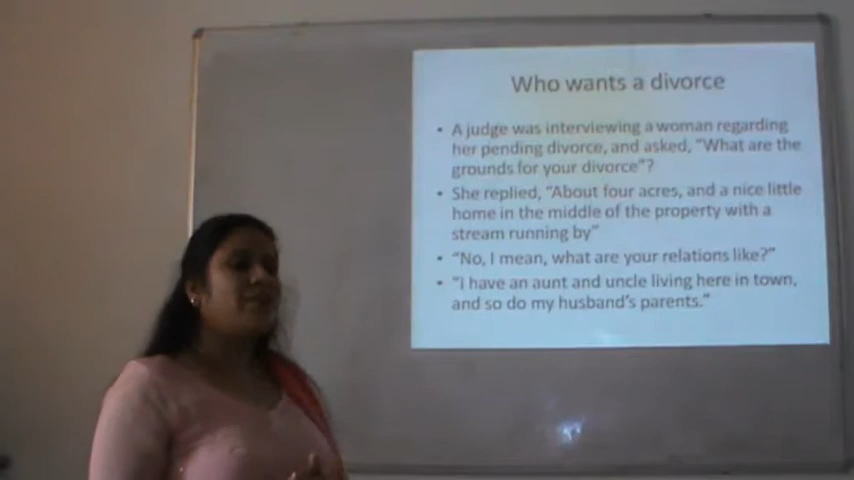 Who wants a divorce
• A judge was interviewing a woman regarding
her pending divorce, and asked, "What are the
grounds for your divorce"?
• She replied, "About four acres, and a nice little
home in the middle of the property with a
stream running by"
• "No, I mean, what are your relations like?"
• "I have an aunt and uncle living here in town,
and so do my husband's parents."